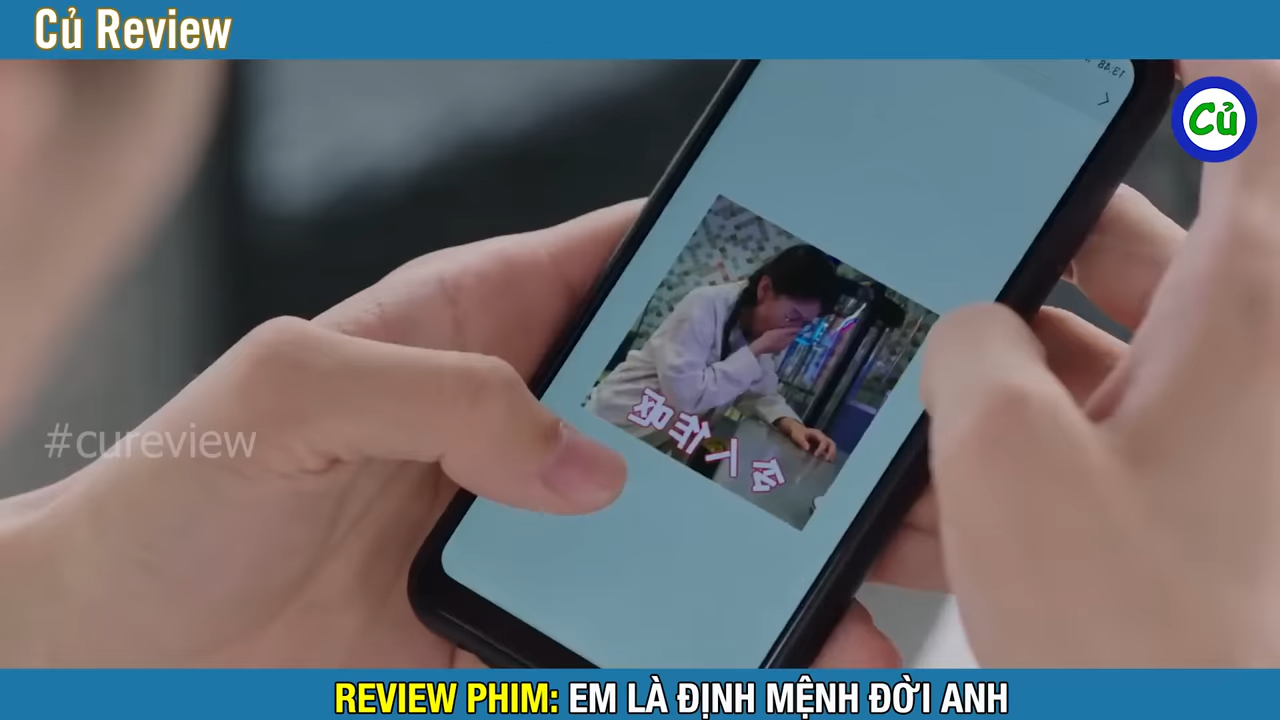 Củ Review
Củ
#cureview
REVIEW PHIM: EM LÀ ĐỊNH MỆNH ĐỜI ANH